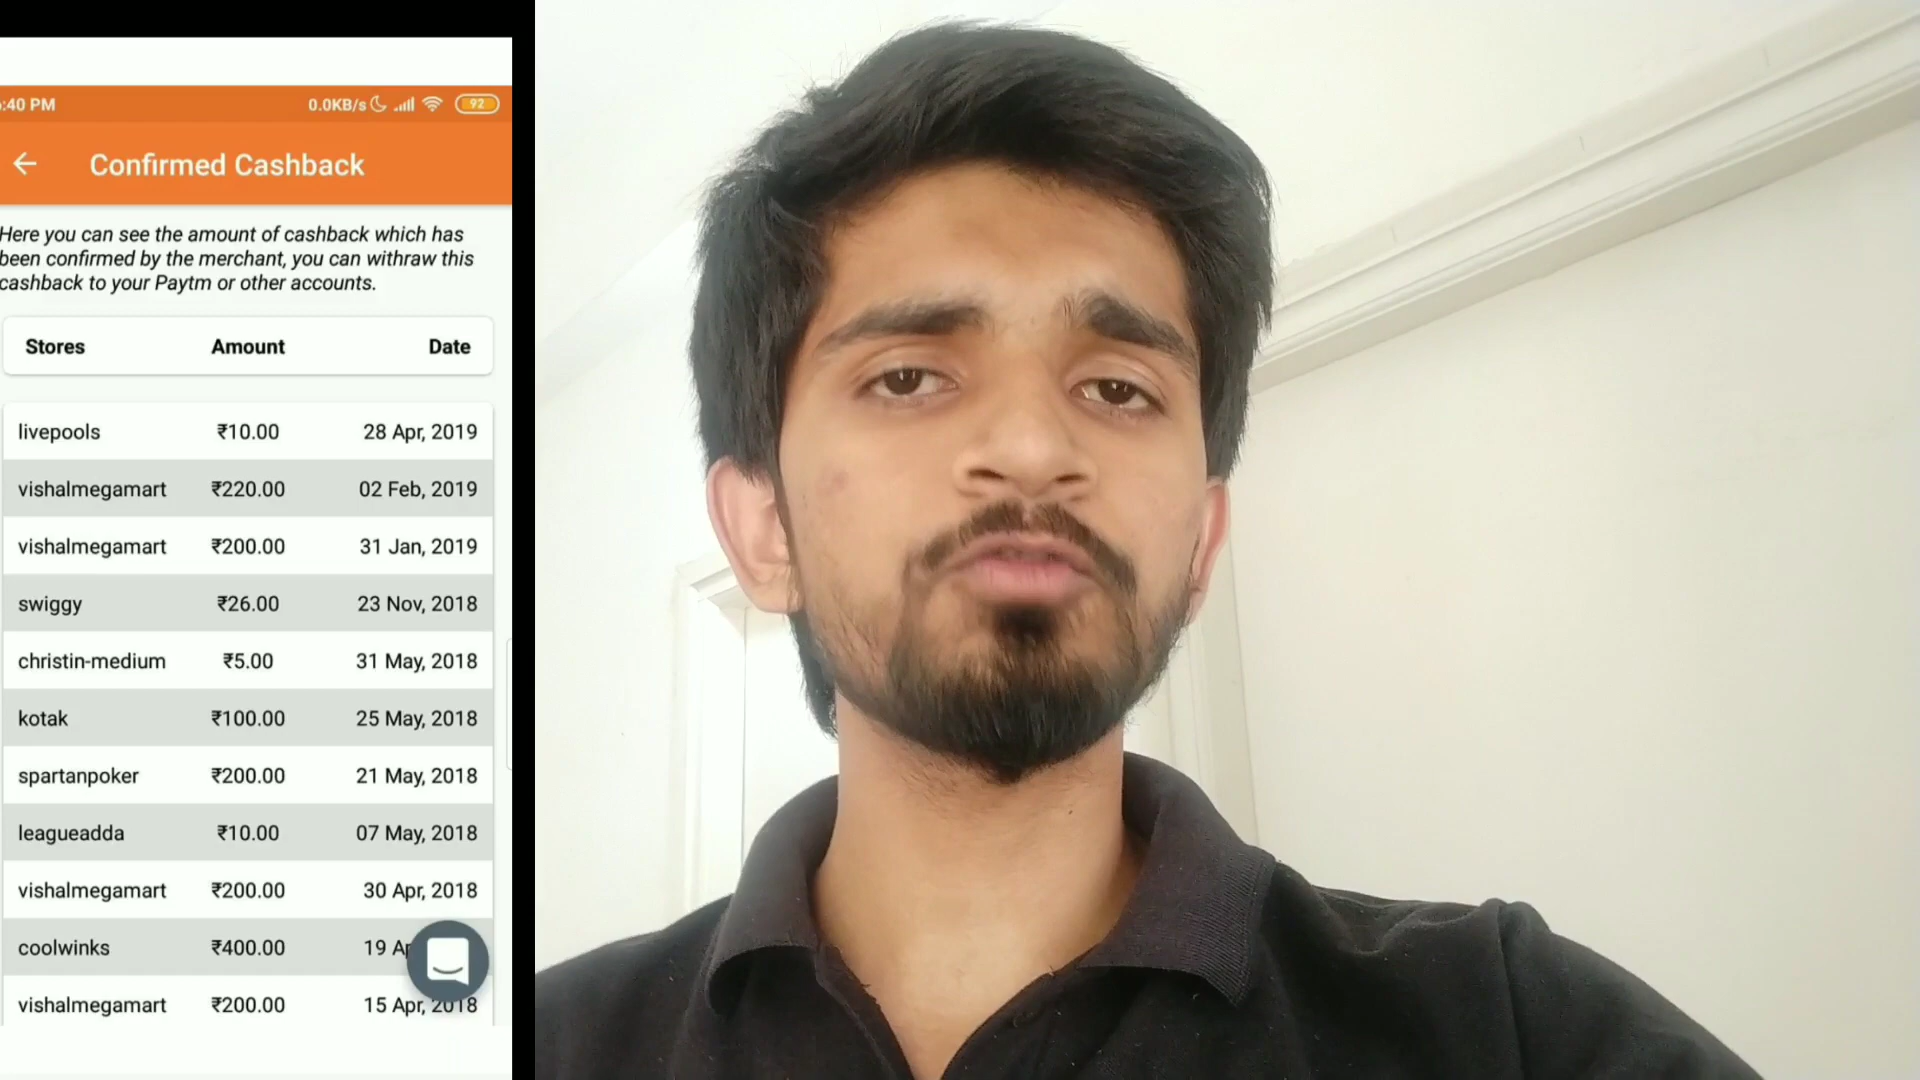 :40 PM 0.0KB/s 92
Confirmed Cashback
Here you can see the amount of cashback which has
been confirmed by the merchant, you can withraw this
cashback to your Paytm or other accounts.
Stores Amount Date
livepools ₹10.00 28 Apr, 2019
vishalmegamart ₹220.00 02 Feb, 2019
vishalmegamart ₹200.00 31 Jan, 2019
swiggy ₹26.00 23 Nov, 2018
christin-medium ₹5.00 31 May, 2018
kotak ₹100.00 25 May, 2018
spartanpoker ₹200.00 21 May, 2018
leagueadda ₹10.00 07 May, 2018
vishalmegamart ₹200.00 30 Apr, 2018
coolwinks ₹400.00 19
vishalmegamart ₹200.00 15 Apr, 2018